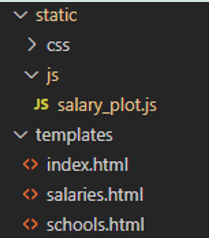 static
css
js
JS salary_plot.js
templates
<> index.html
<> salaries.html
<> schools.html